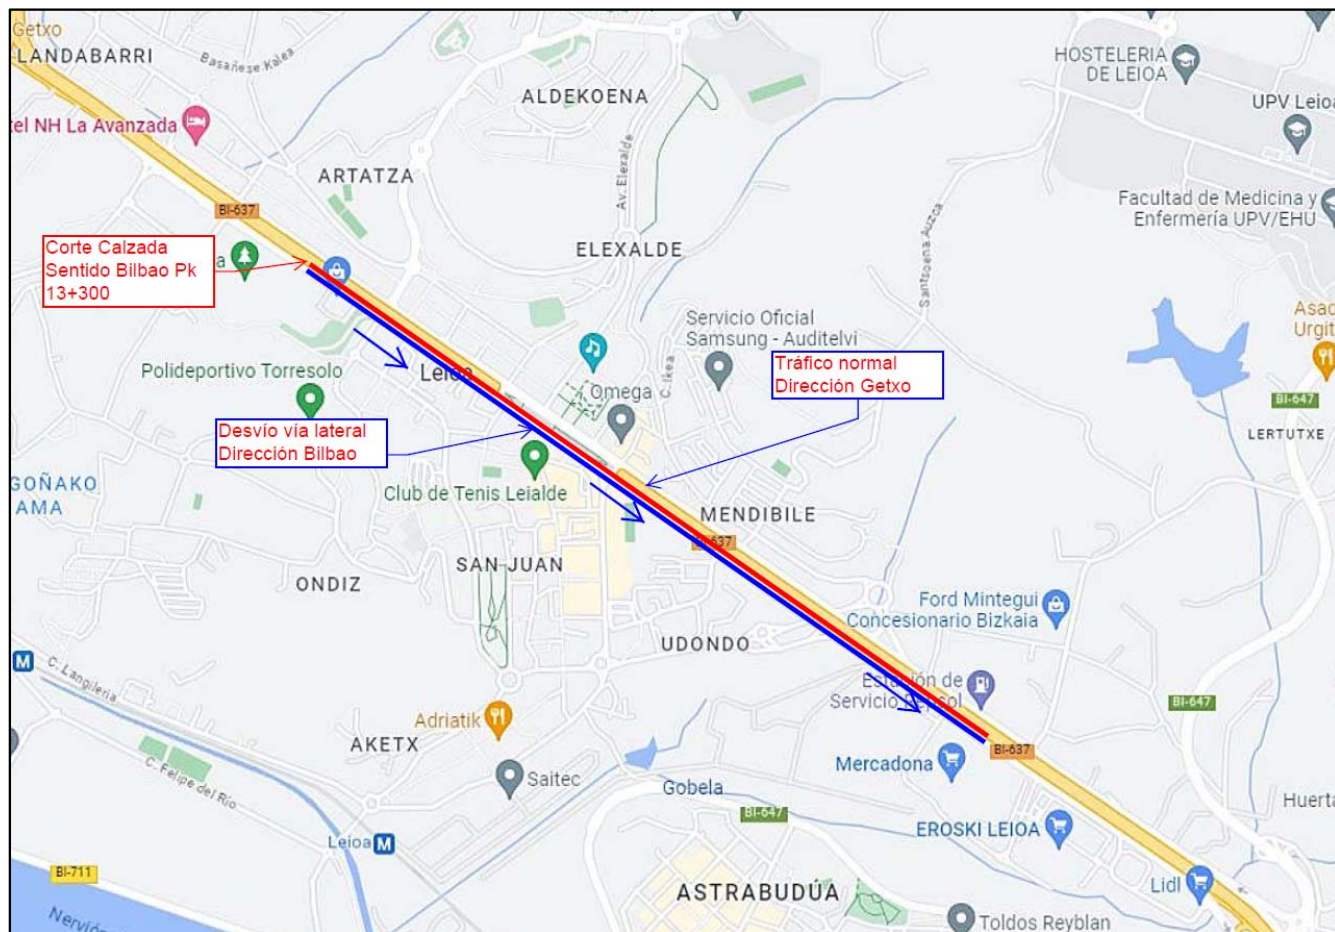 Getxo
LANDABARRI
Basañese Kalea
HOSTELERIA
DE LEIOA
ALDEKOENA
UPV Leioa
tel NH La Avanzada
Av. Elexalde
ARTATZA
Facultad de Medicina y
Enfermería UPV/EHU
BI-637
Corte Calzada
Sentido Bilbao Pk
13+300
a
ELEXALDE
Santsoena Auzoa
Servicio Oficial
Samsung - Auditelvi
Asad
Urgit
Tráfico normal
Dirección Getxo
Polideportivo Torresolo
Leioa
C. Ikea
Omega
BI-647
Desvío vía lateral
Dirección Bilbao
LERTUTXE
GOÑAKO
AMA
Club de Tenis Leialde
MENDIBILE
BI-637
SAN JUAN
ONDIZ
Ford Mintegui
Concesionario Bizkaia
UDONDO
M
C. Langileria
Estación de
Servicio Repsol
BI-647
Adriatik
AKETX
BI-637
Mercadona
Saitec
C. Felipe del Río
Gobela
Huerta
BI-647
EROSKI LEIOA
Leioa M
BI-711
Lidl
ASTRABUDÚA
Nervión
Toldos Reyblan